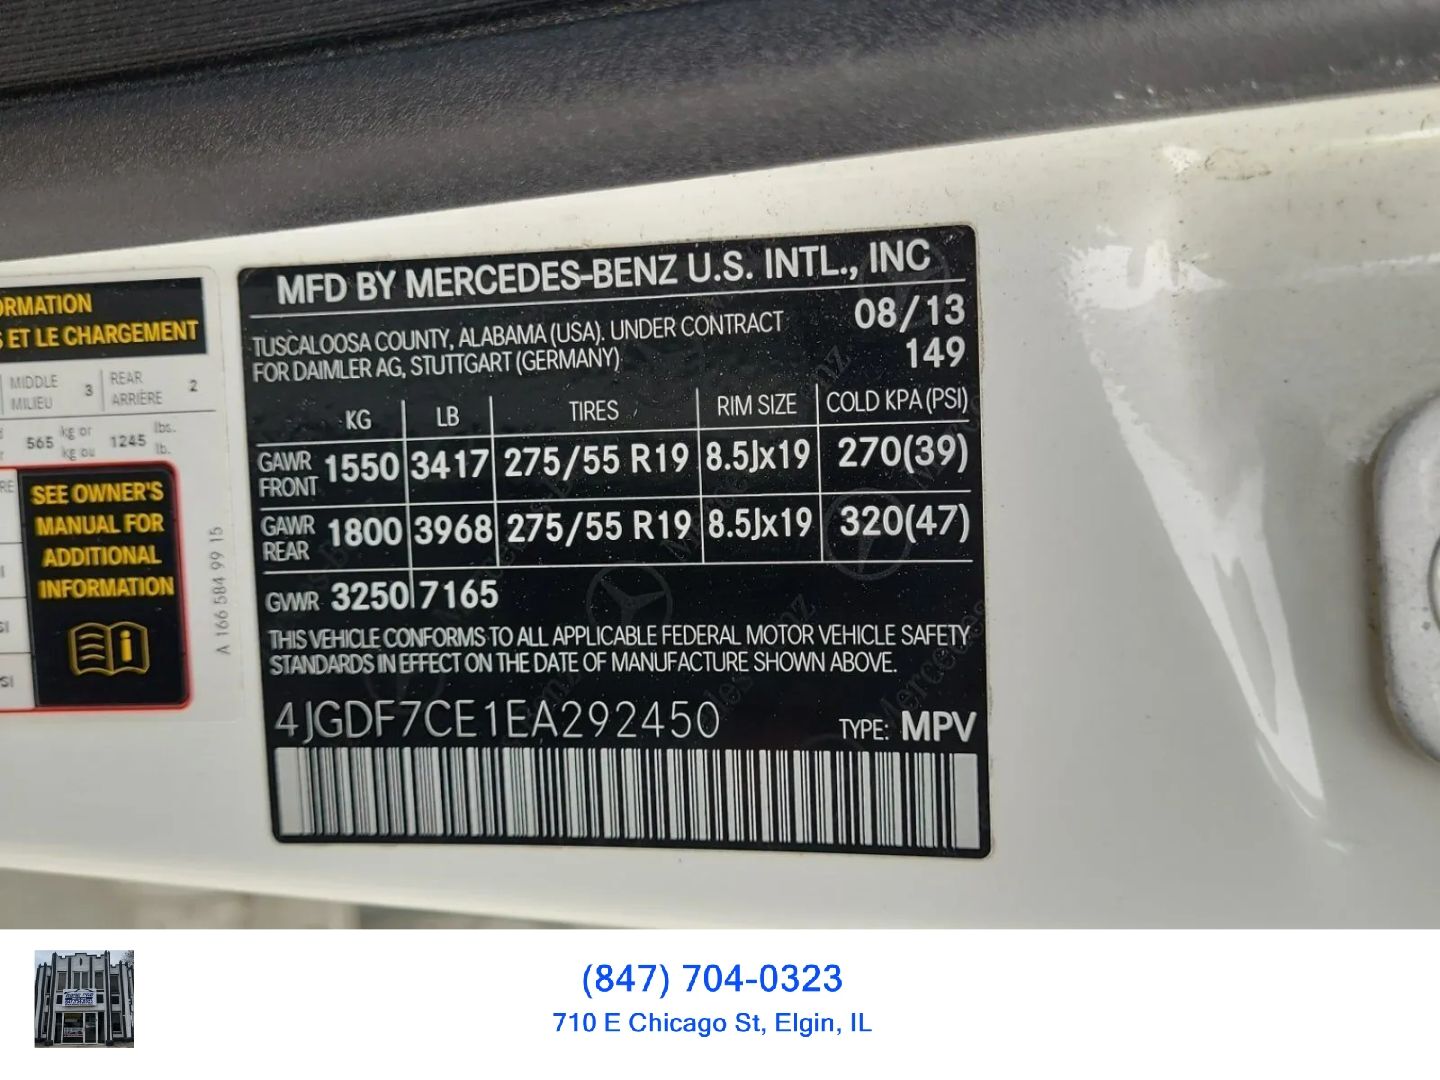 ORMATION
S ET LE CHARGEMENT
MIDDLE
MILIEU
3
REAR
ARRIÈRE
2
565
kg or
kg ou
1245
lbs.
lb.
SEE OWNER'S
MANUAL FOR
ADDITIONAL
INFORMATION
A 166 584 99 15
MFD BY MERCEDES-BENZ U.S. INTL., INC
TUSCALOOSA COUNTY, ALABAMA (USA). UNDER CONTRACT
FOR DAIMLER AG, STUTTGART (GERMANY)
08/13
149
KG LB TIRES RIM SIZE COLD KPA (PSI)
GAWR FRONT 1550 3417 275/55 R19 8.5Jx19 270(39)
GAWR REAR 1800 3968 275/55 R19 8.5Jx19 320(47)
GVWR 3250 7165
THIS VEHICLE CONFORMS TO ALL APPLICABLE FEDERAL MOTOR VEHICLE SAFETY
STANDARDS IN EFFECT ON THE DATE OF MANUFACTURE SHOWN ABOVE.
4JGDF7CE1EA292450 TYPE: MPV
(847) 704-0323
710 E Chicago St, Elgin, IL